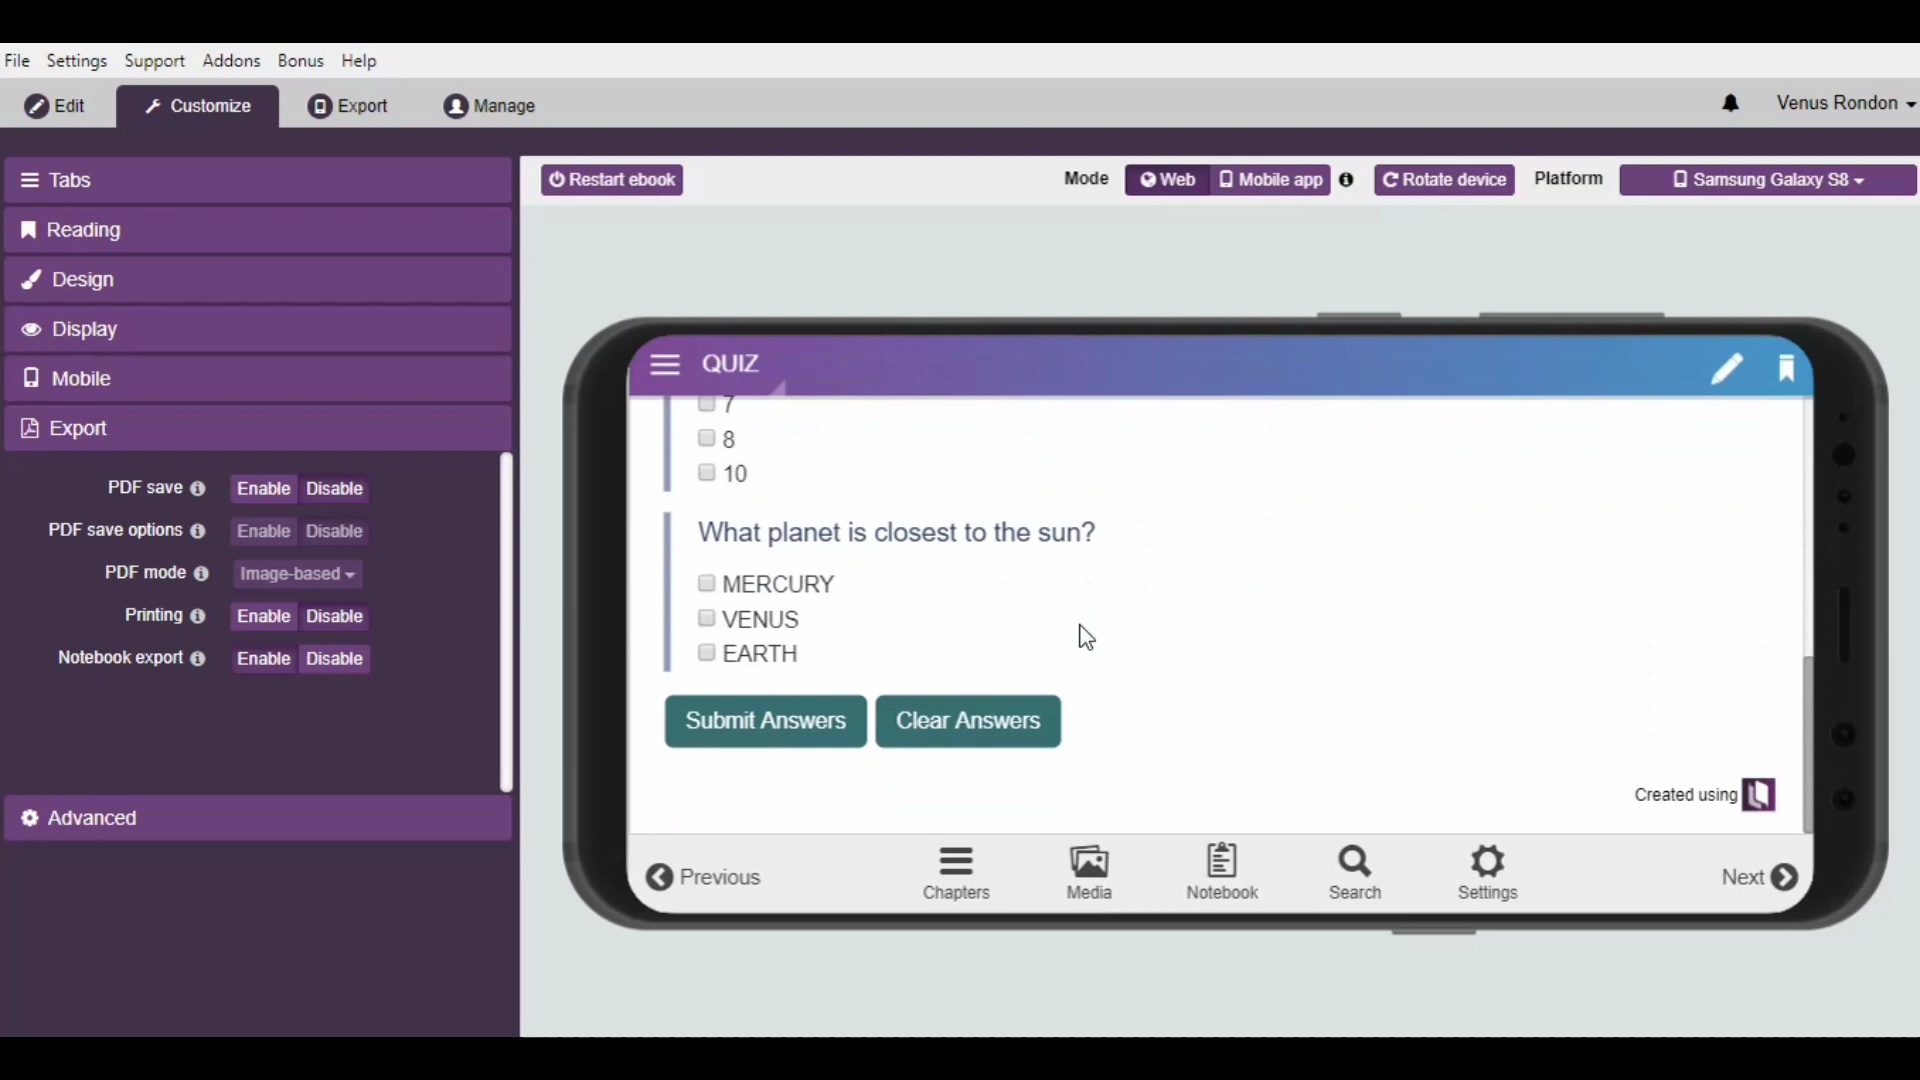 File Settings Support Addons Bonus Help
Edit Customize Export Manage Venus Rondon
Tabs
Reading
Design
Display
Mobile
Export
PDF save Enable Disable
PDF save options Enable Disable
PDF mode Image-based
Printing Enable Disable
Notebook export Enable Disable
Advanced
Restart ebook Mode Web Mobile app Rotate device Platform Samsung Galaxy S8
QUIZ
7
8
10
What planet is closest to the sun?
MERCURY
VENUS
EARTH
Submit Answers Clear Answers
Created using
Previous Chapters Media Notebook Search Settings Next